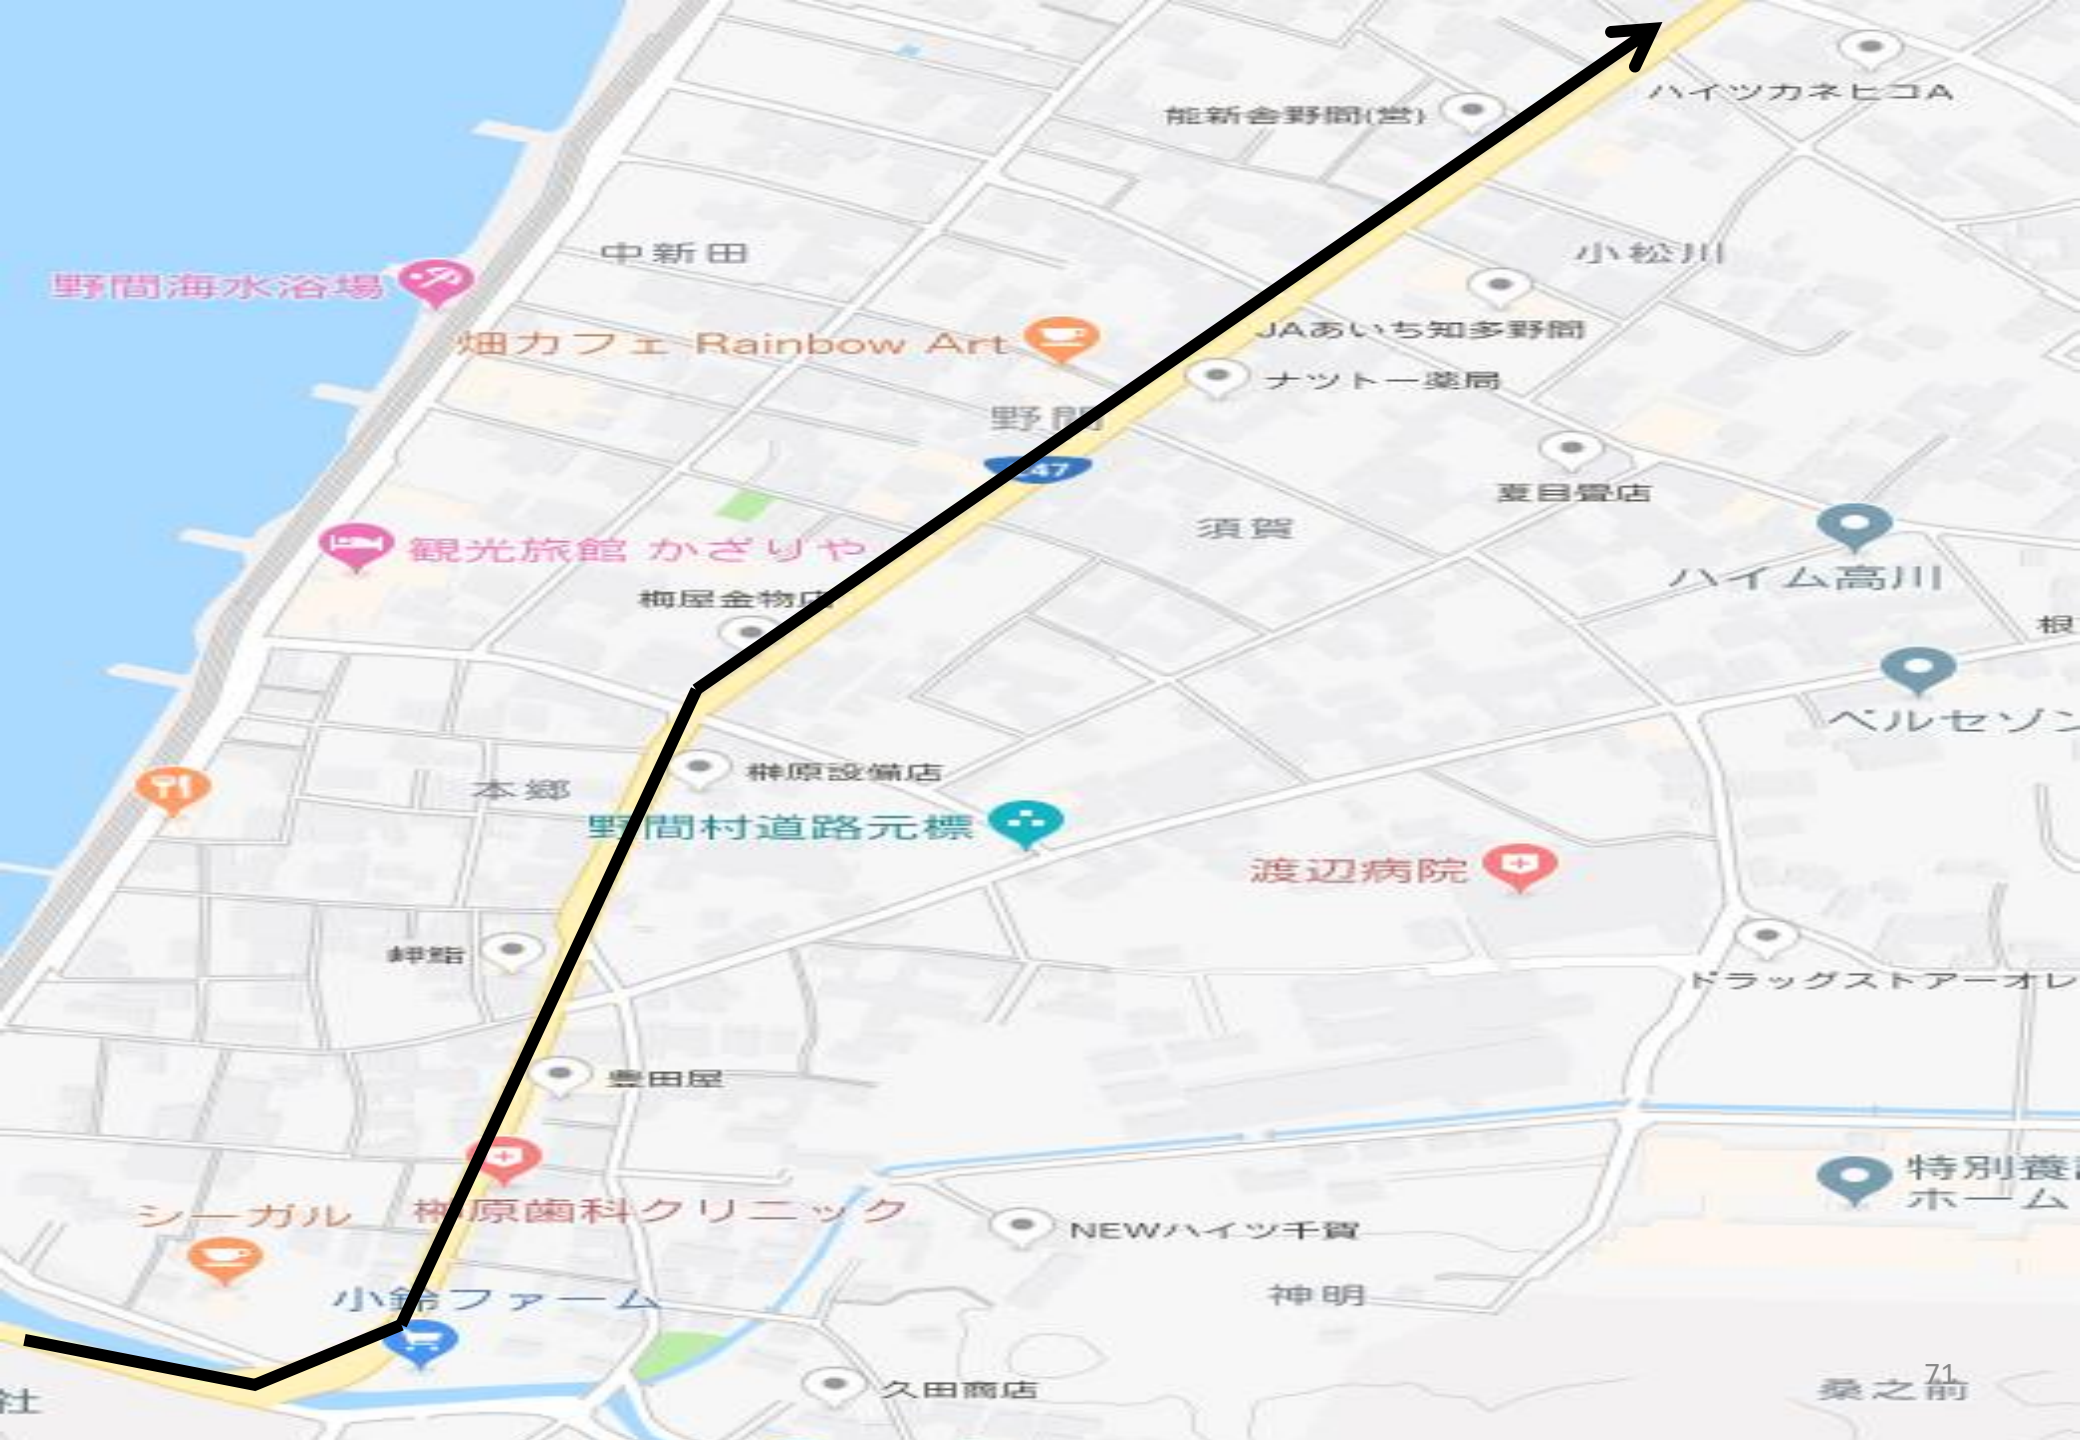 ハイツカネヒコA
能新舎野間(営)
中新田
小松川
野間海水浴場
畑カフェ Rainbow Art
JAあいち知多野間
ナツトー薬局
野間
247
夏目畳店
須賀
観光旅館 かざりや
ハイム高川
梅屋金物店
根
ベルセゾン
榊原設備店
本郷
野間村道路元標
渡辺病院
岬鮨
ドラッグストアーオレ
豊田屋
特別養
ホーム
シーガル
榊原歯科クリニック
NEWハイツ千賀
小鈴ファーム
神明
71
桑之前
久田商店
社